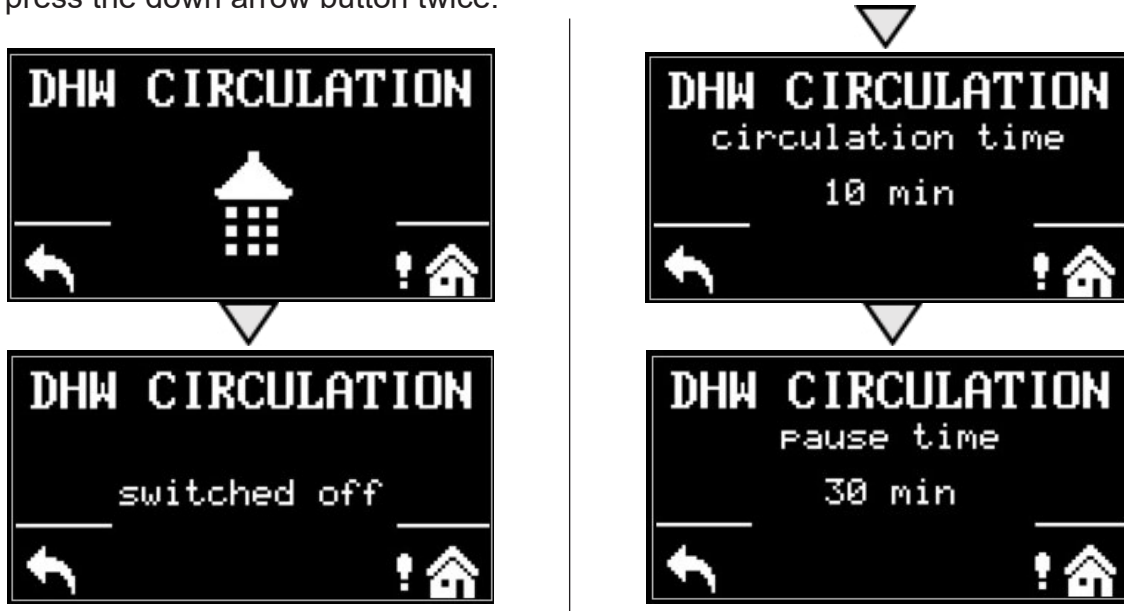 press the down arrow button twice.
DHW CIRCULATION
DHW CIRCULATION
switched off
DHW CIRCULATION
circulation time
10 min
DHW CIRCULATION
pause time
30 min